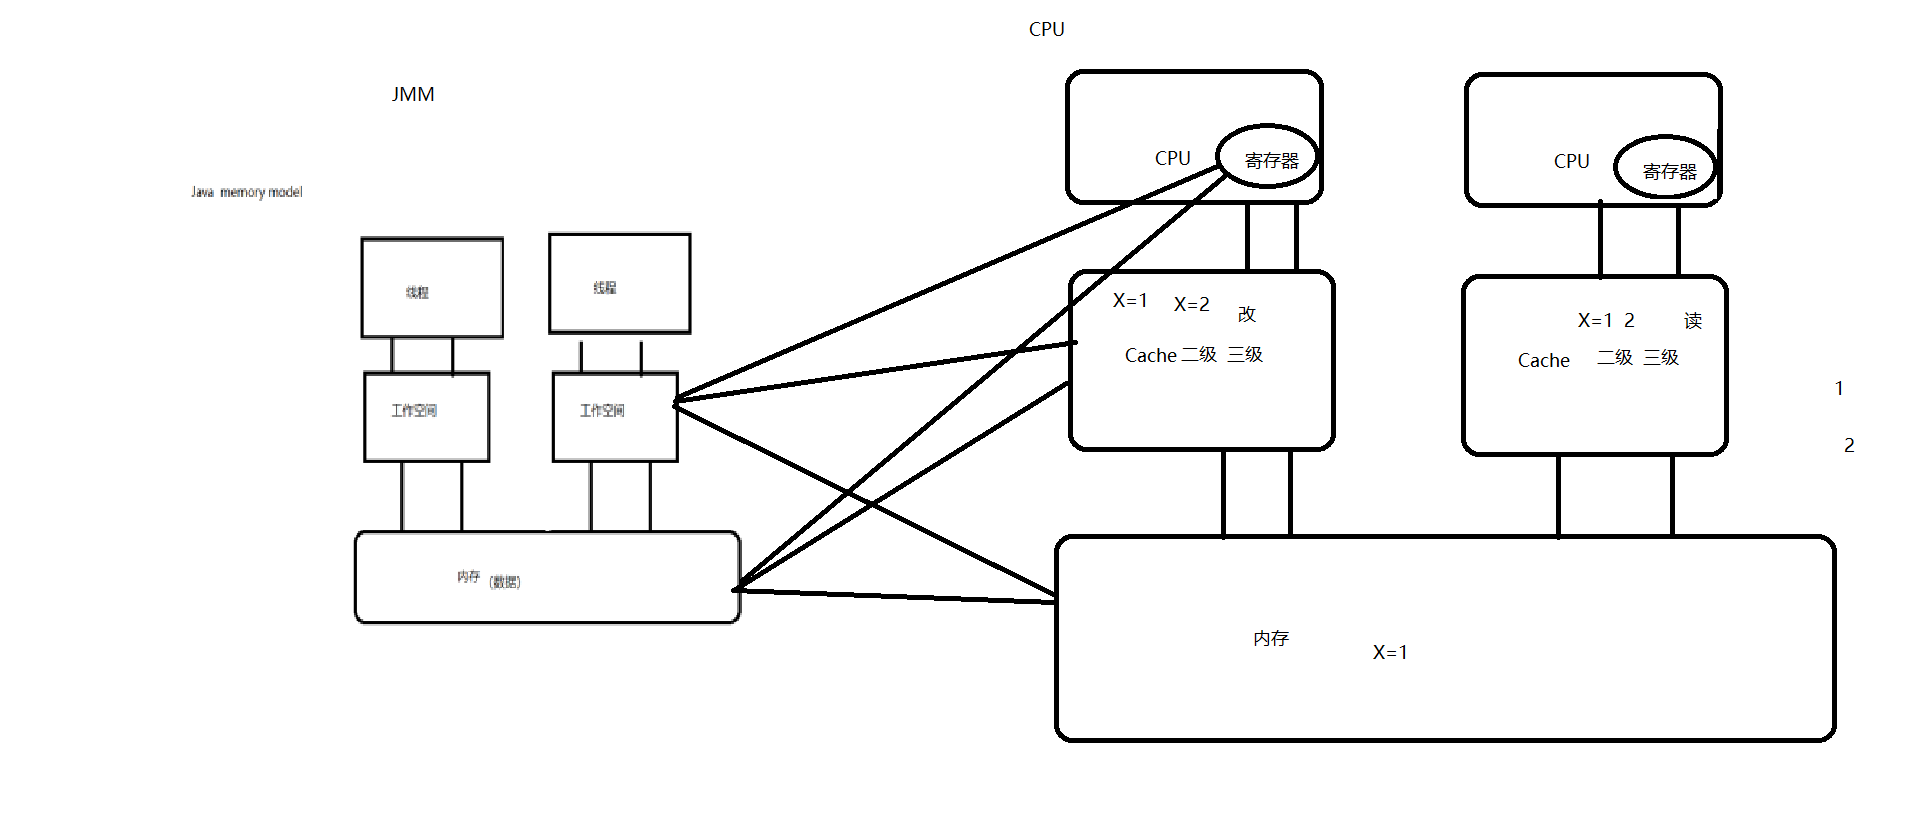 CPU
JMM
Java memory model
线程
线程
工作空间
工作空间
内存 (数据)
CPU 寄存器
CPU 寄存器
X=1 X=2 改
Cache 二级 三级
X=1 2 读
Cache 二级 三级
1
2
内存
X=1